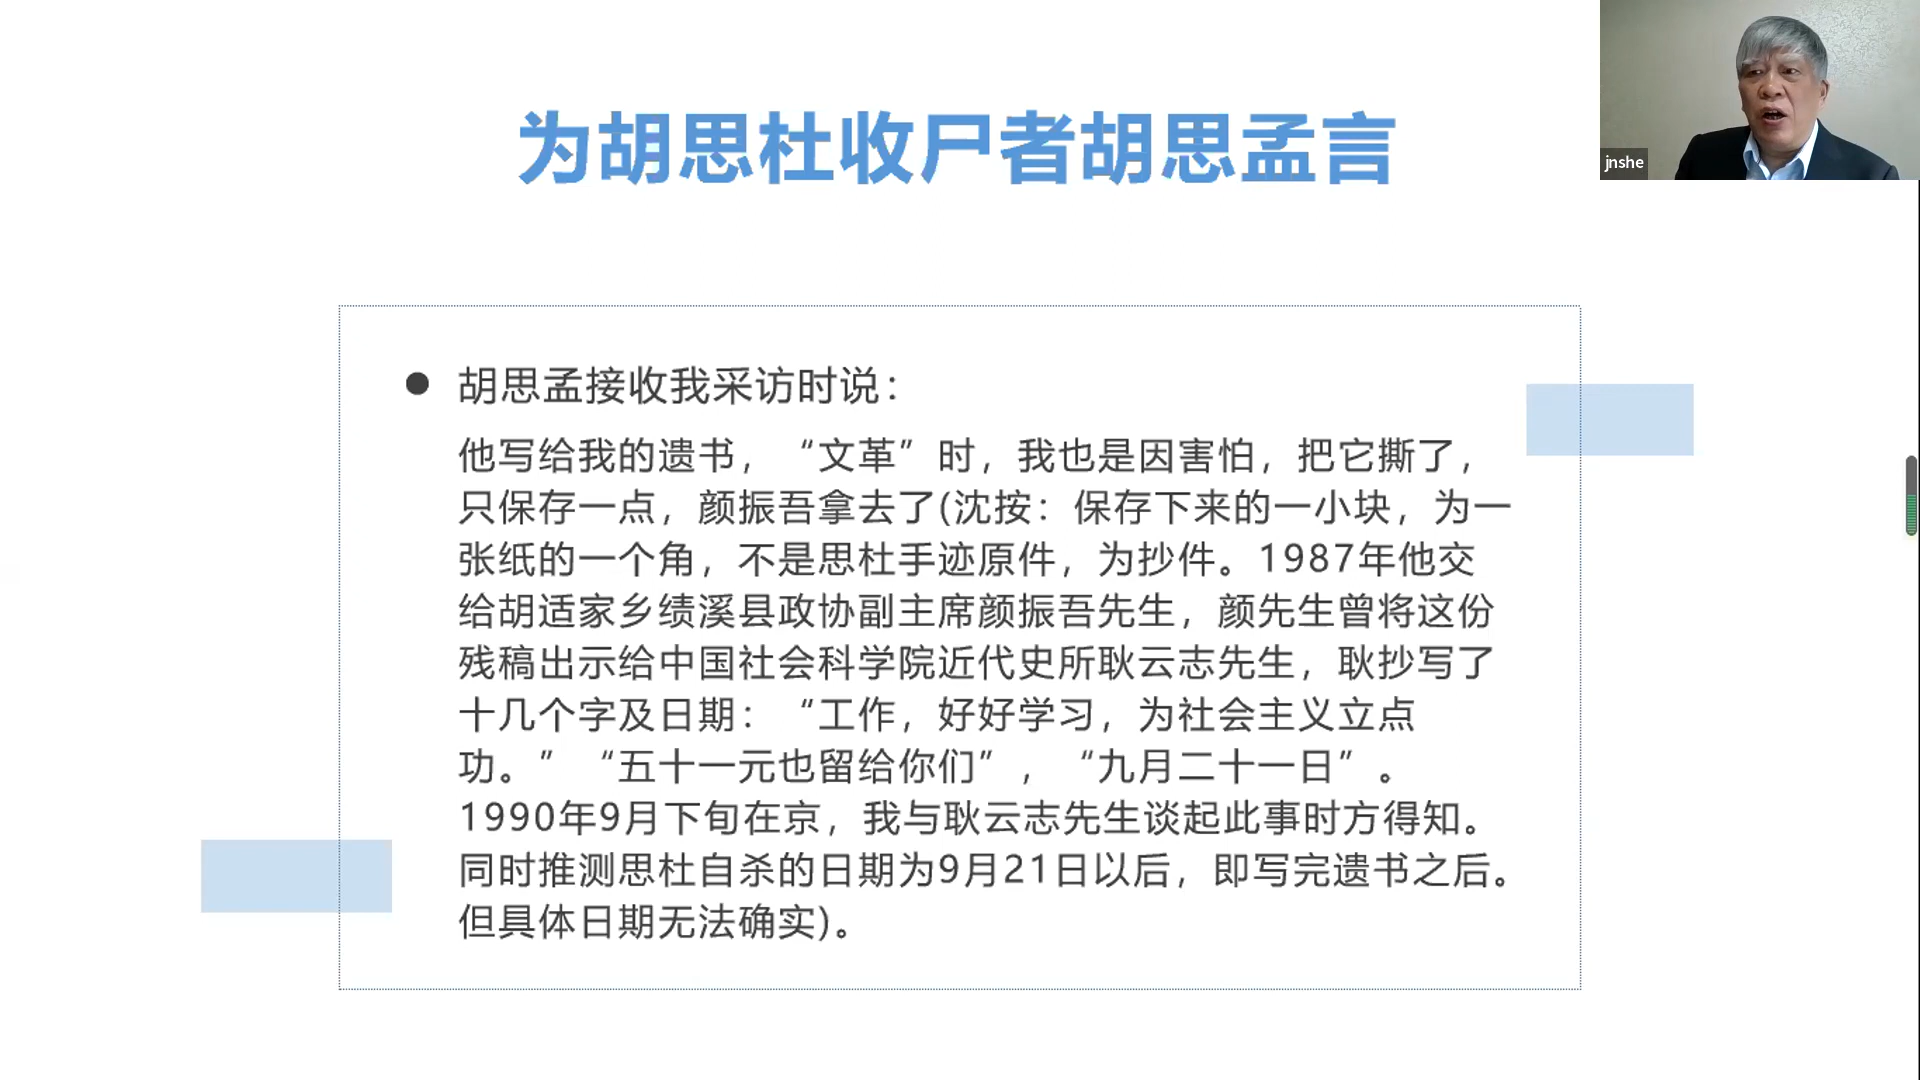 为胡思杜收尸者胡思孟言
jnshe
● 胡思孟接收我采访时说：
他写给我的遗书，“文革”时，我也是因害怕，把它撕了，
只保存一点，颜振吾拿去了(沈按：保存下来的一小块，为一
张纸的一个角，不是思杜手迹原件，为抄件。1987年他交
给胡适家乡绩溪县政协副主席颜振吾先生，颜先生曾将这份
残稿出示给中国社会科学院近代史所耿云志先生，耿抄写了
十几个字及日期：“工作，好好学习，为社会主义立点
功。”“五十一元也留给你们”，“九月二十一日”。
1990年9月下旬在京，我与耿云志先生谈起此事时方得知。
同时推测思杜自杀的日期为9月21日以后，即写完遗书之后。
但具体日期无法确实)。